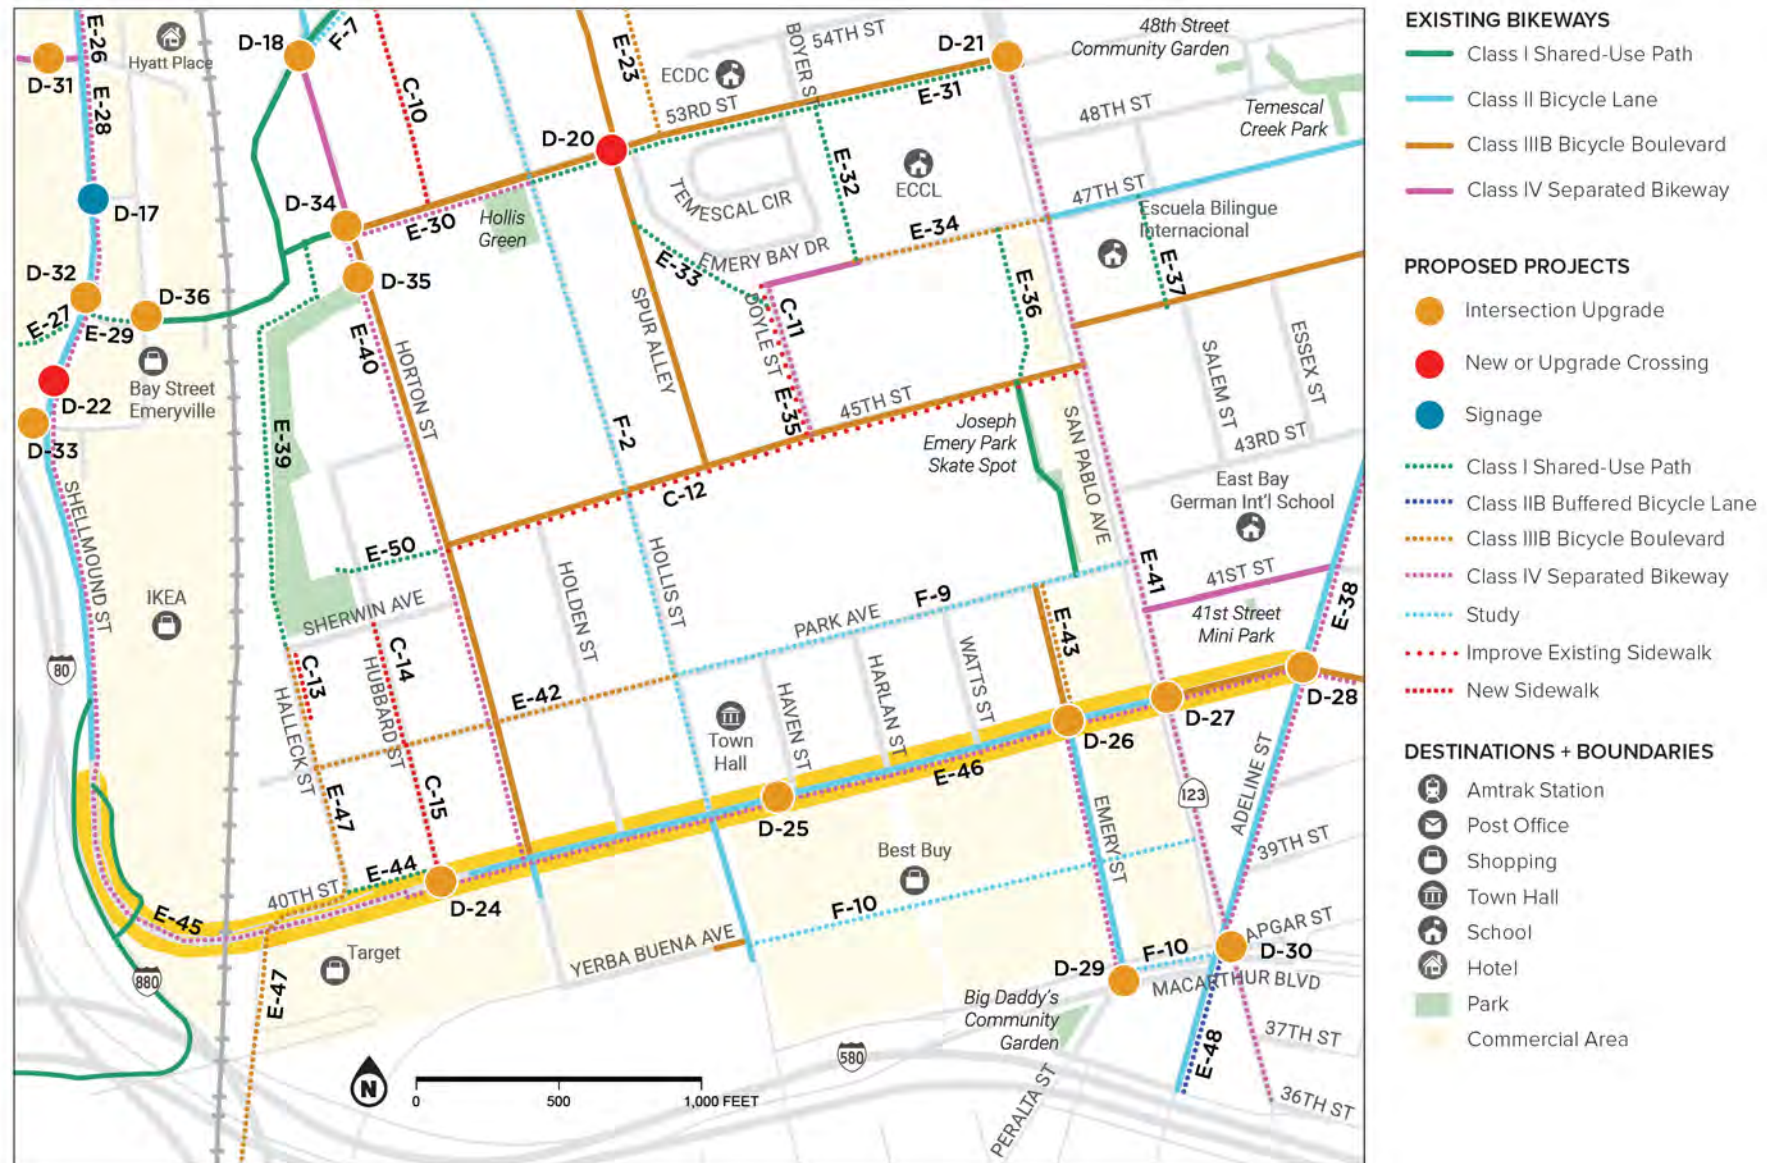 E-26
Hyatt Place
D-31
E-28
D-18
F-7
C-10
E-23
ECDC
BOYER ST
54TH ST
D-21
48th Street
Community Garden
53RD ST
E-31
48TH ST
Temescal
Creek Park
D-20
E-32
ECCL
D-17
D-34
E-30
Hollis
Green
TEMESCAL CIR
47TH ST
Escuela Bilingue
Internacional
E-34
EMERY BAY DR
E-33
D-32
D-36
D-35
E-27
E-29
E-37
E-36
SPUR ALLEY
DOYLE ST
C-11
E-40
HORTON ST
SALEM ST
ESSEX ST
Bay Street
Emeryville
D-22
D-33
E-39
E-35
45TH ST
F-2
Joseph
Emery Park
Skate Spot
SAN PABLO AVE
43RD ST
SHELLMOUND ST
C-12
East Bay
German Int'l School
E-50
HOLDEN ST
HOLLIS ST
E-41
41ST ST
E-38
IKEA
SHERWIN AVE
PARK AVE
F-9
41st Street
Mini Park
80
C-13
C-14
HALLECK ST
HUBBARD ST
E-42
HAVEN ST
HARLAN ST
WATTS ST
E-43
D-28
D-27
D-26
Town
Hall
E-46
ADELINE ST
123
E-47
C-15
D-25
EMERY ST
39TH ST
Best Buy
E-44
40TH ST
D-24
E-45
F-10
APGAR ST
Target
YERBA BUENA AVE
F-10
D-30
D-29
MACARTHUR BLVD
880
E-47
Big Daddy's
Community
Garden
37TH ST
580
E-48
N
0 500 1,000 FEET
PERALTA ST
36TH ST
EXISTING BIKEWAYS
Class I Shared-Use Path
Class II Bicycle Lane
Class IIIB Bicycle Boulevard
Class IV Separated Bikeway
PROPOSED PROJECTS
Intersection Upgrade
New or Upgrade Crossing
Signage
Class I Shared-Use Path
Class IIB Buffered Bicycle Lane
Class IIIB Bicycle Boulevard
Class IV Separated Bikeway
Study
Improve Existing Sidewalk
New Sidewalk
DESTINATIONS + BOUNDARIES
Amtrak Station
Post Office
Shopping
Town Hall
School
Hotel
Park
Commercial Area